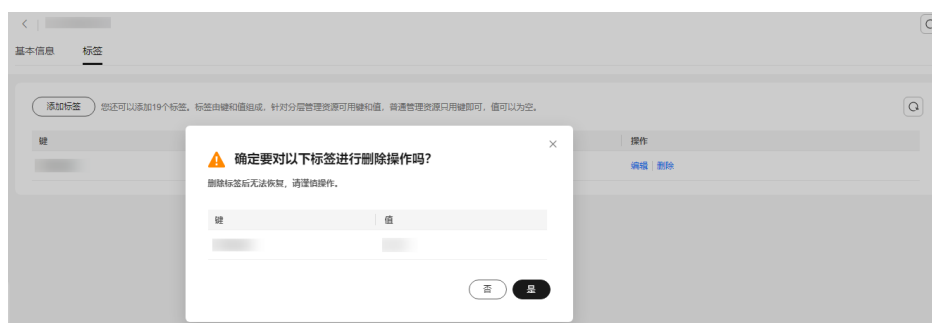 基本信息 标签
添加标签 您还可以添加19个标签。标签由键和值组成，针对分层管理资源可用键和值，普通管理资源只用键即可，值可以为空。
键 操作
编辑 删除
确定要对以下标签进行删除操作吗？
删除标签后无法恢复，请谨慎操作。
键 值
否 是